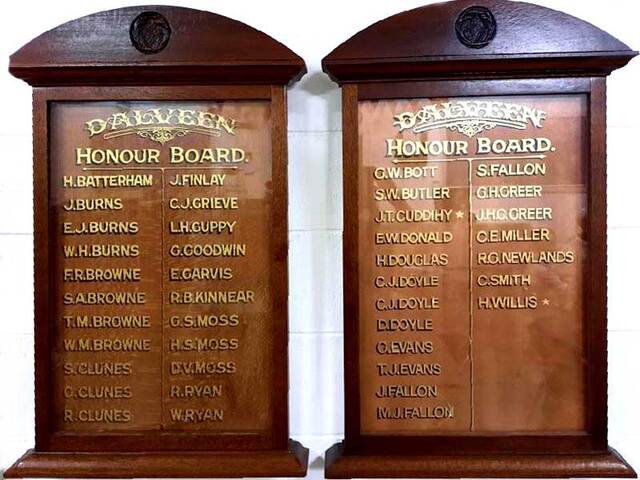 DALVEEN
HONOUR BOARD.
H.BATTERHAM
J.BURNS
E.J.BURNS
W.H.BURNS
F.R.BROWNE
S.A.BROWNE
T.M.BROWNE
W.M.BROWNE
S.CLUNES
C.CLUNES
R.CLUNES
J.FINLAY
C.J.GRIEVE
L.H.GUPPY
G.GOODWIN
E.GARVIS
R.B.KINNEAR
G.S.MOSS
H.S.MOSS
D.V.MOSS
R.RYAN
W.RYAN
DALVEEN
HONOUR BOARD.
G.W.BOTT
S.W.BUTLER
J.T.CUDDIHY ★
E.W.DONALD
H.DOUGLAS
C.J.DOYLE
C.J.DOYLE
D.DOYLE
C.EVANS
T.J.EVANS
J.FALLON
M.J.FALLON
S.FALLON
G.H.GREER
J.H.G.GREER
C.E.MILLER
R.G.NEWLANDS
C.SMITH
H.WILLIS ★